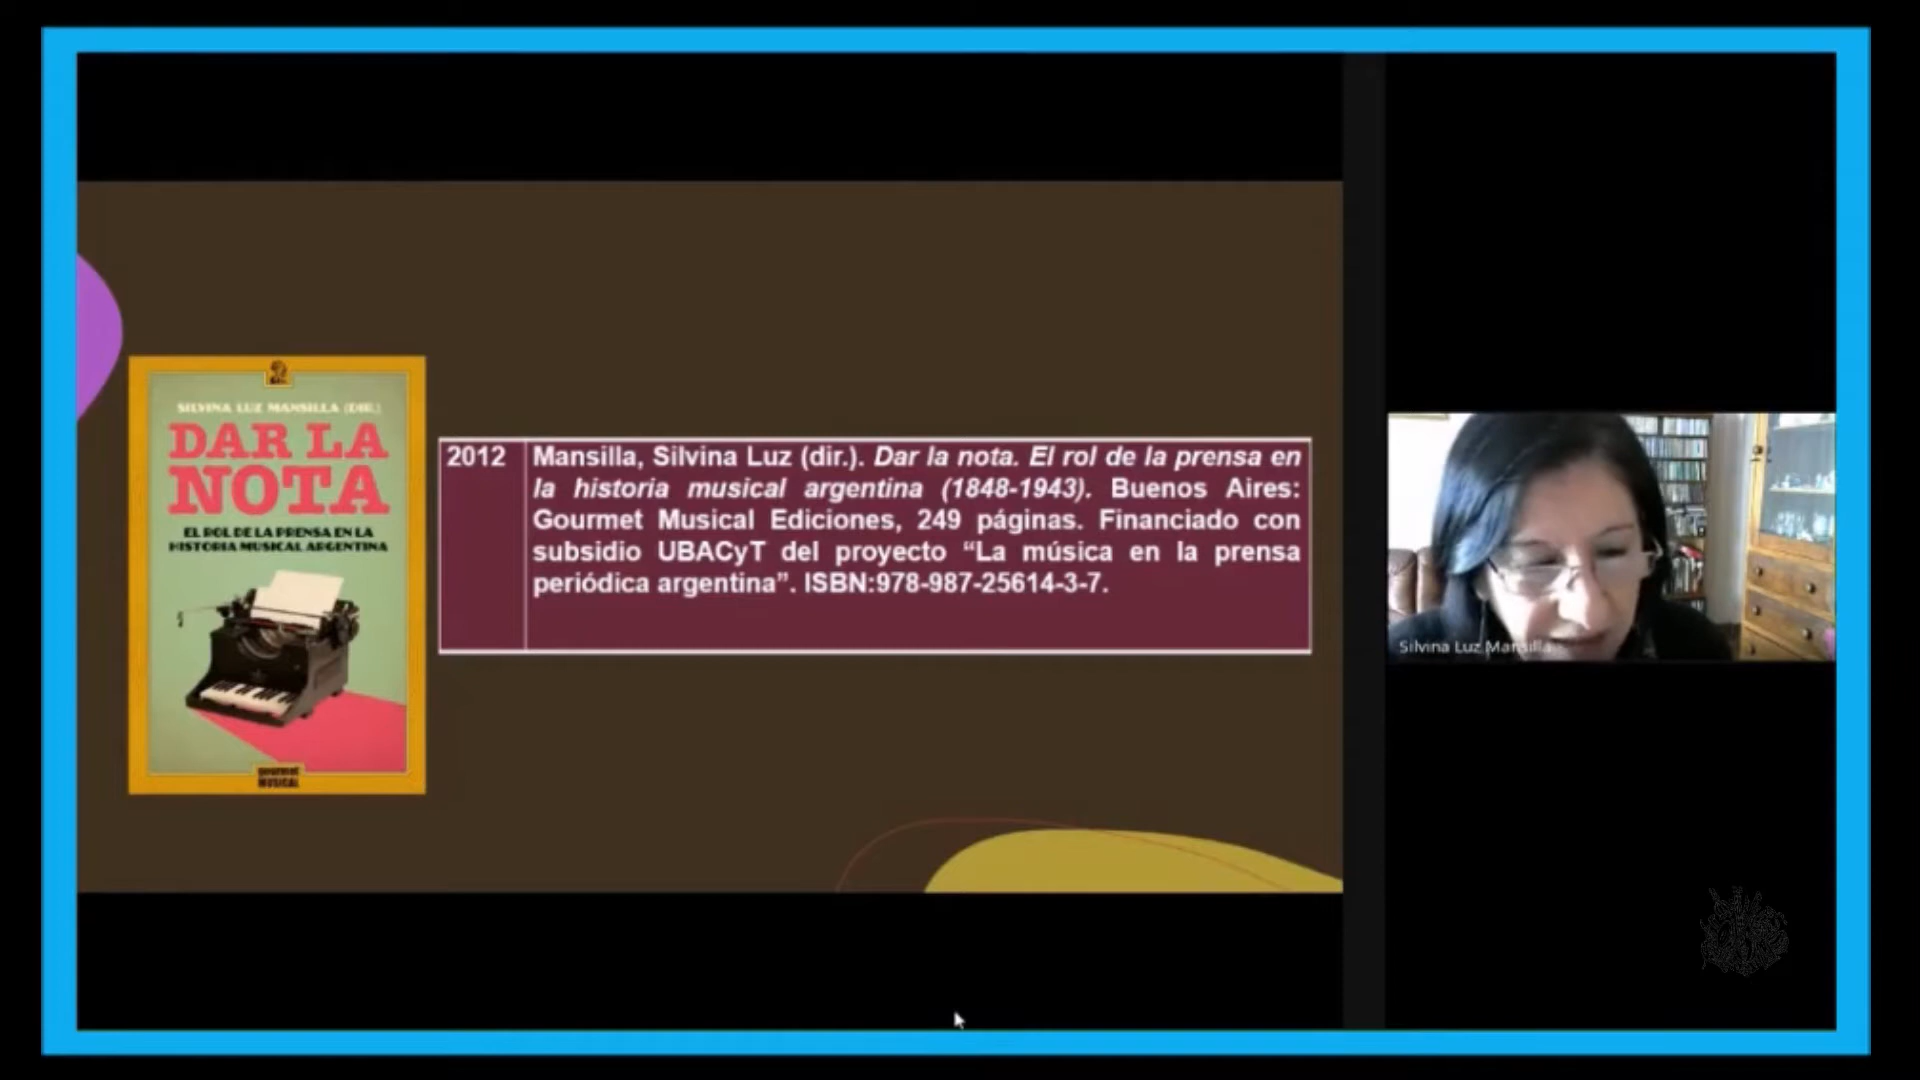 SILVINA LUZ MANSILLA (DIR.)
DAR LA
NOTA
EL ROL DE LA PRENSA EN LA
HISTORIA MUSICAL ARGENTINA
GOURMET
MUSICAL
2012
Mansilla, Silvina Luz (dir.). Dar la nota. El rol de la prensa en
la historia musical argentina (1848-1943). Buenos Aires:
Gourmet Musical Ediciones, 249 páginas. Financiado con
subsidio UBACyT del proyecto “La música en la prensa
periódica argentina”. ISBN:978-987-25614-3-7.
Silvina Luz Mansilla